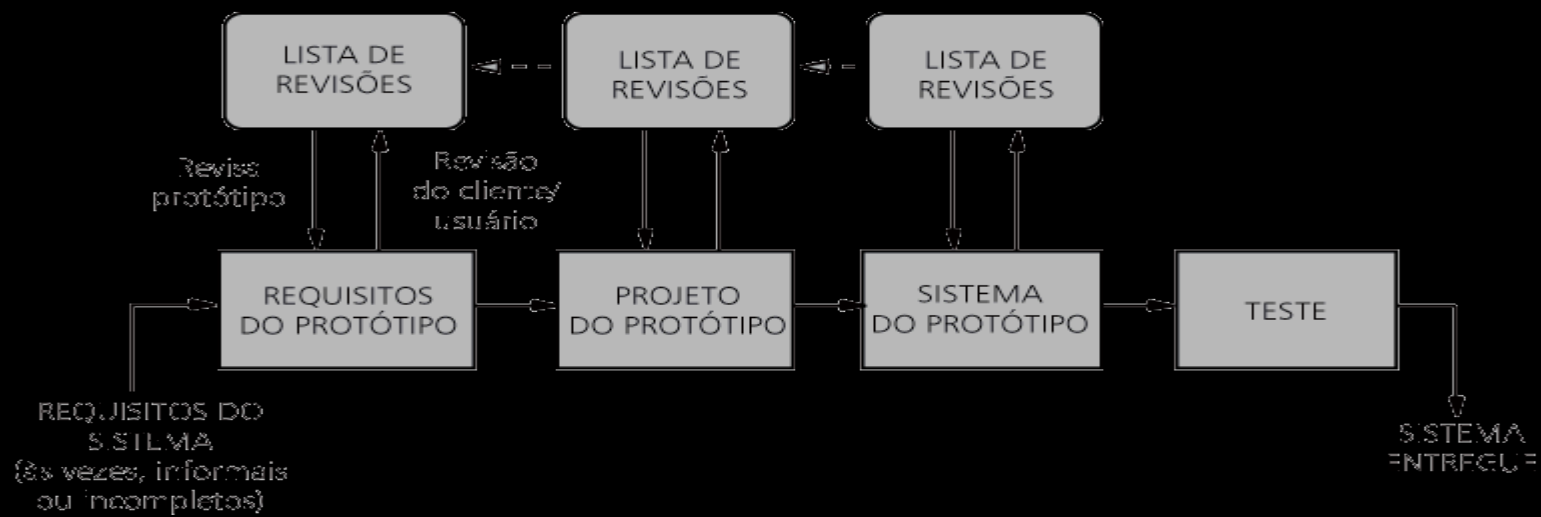 LISTA DE
REVISÕES
LISTA DE
REVISÕES
LISTA DE
REVISÕES
Revisa
protótipo
Revisão
do cliente/
usuário
REQUISITOS
DO PROTÓTIPO
PROJETO
DO PROTÓTIPO
SISTEMA
DO PROTÓTIPO
TESTE
REQUISITOS DO
SISTEMA
(às vezes, informais
ou incompletos)
SISTEMA
ENTREGUE